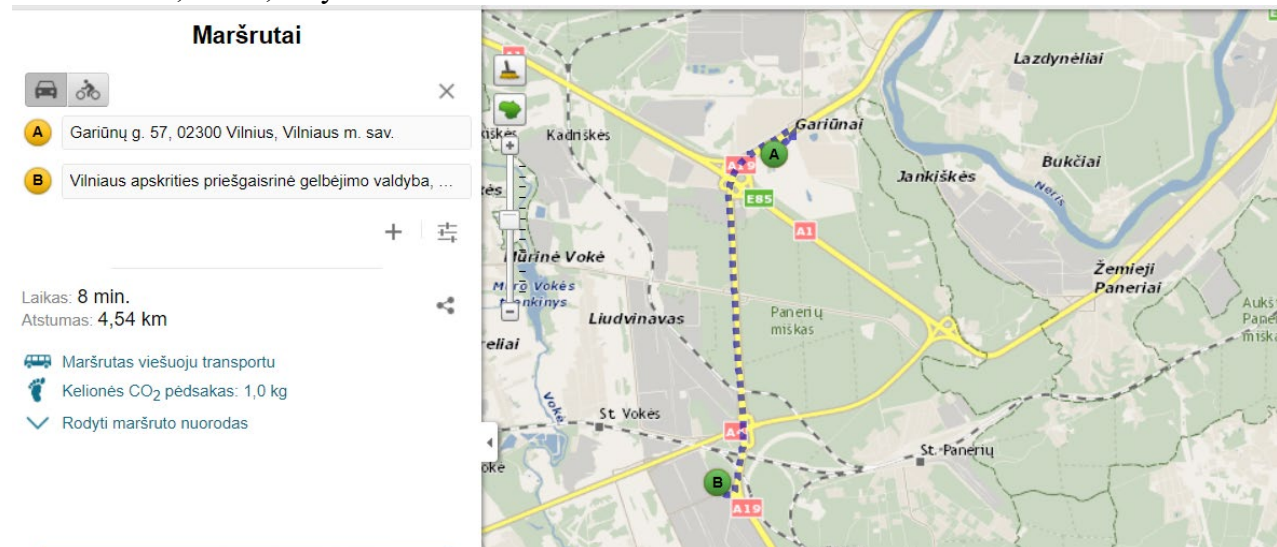 Maršrutai
A
Gariūnų g. 57, 02300 Vilnius, Vilniaus m. sav.
B
Vilniaus apskrities priešgaisrinė gelbėjimo valdyba, ...
Laikas: 8 min.
Atstumas: 4,54 km
Maršrutas viešuoju transportu
Kelionės CO2 pėdsakas: 1,0 kg
Rodyti maršruto nuorodas
Lazdynėliai
Kadriškės
Gariūnai
A
Bukčiai
Jankiškės
Neris
E85
A1
Mūrinė Vokė
Žemieji
Paneriai
Liudvinavas
Panerių
miškas
Vokė
St. Vokės
St. Panerių
B
A19